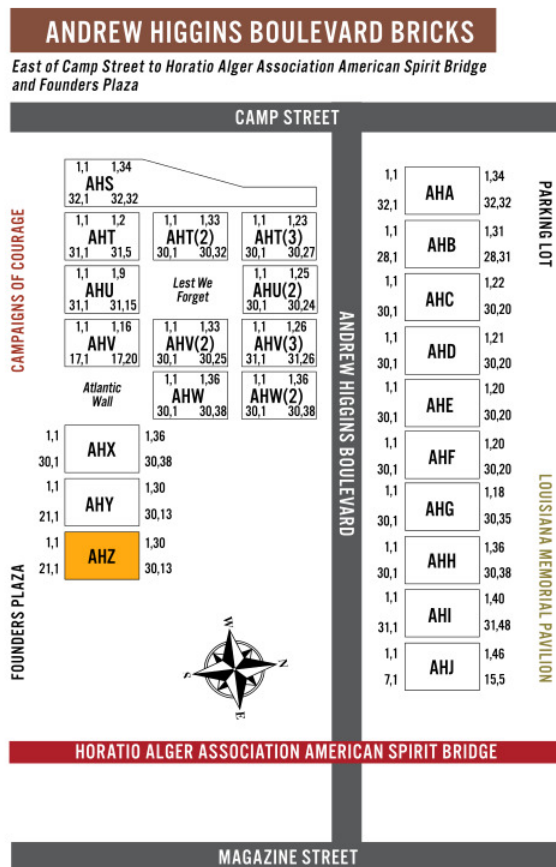 ANDREW HIGGINS BOULEVARD BRICKS
East of Camp Street to Horatio Alger Association American Spirit Bridge
and Founders Plaza
CAMP STREET
1,1 1,34
AHS
32,1 32,32
1,1 1,2
AHT
31,1 31,5
1,1 1,33
AHT(2)
30,1 30,32
1,1 1,23
AHT(3)
30,1 30,27
1,1 1,9
AHU
31,1 31,15
Lest We
Forget
1,1 1,25
AHU(2)
30,1 30,24
1,1 1,16
AHV
17,1 17,20
1,1 1,33
AHV(2)
30,1 30,25
1,1 1,26
AHV(3)
31,1 31,26
Atlantic
Wall
1,1 1,36
AHW
30,1 30,38
1,1 1,36
AHW(2)
30,1 30,38
1,1 1,36
AHX
30,1 30,38
1,1 1,30
AHY
21,1 30,13
1,1 1,30
AHZ
21,1 30,13
CAMPAIGNS OF COURAGE
FOUNDERS PLAZA
W
N
S
E
ANDREW HIGGINS BOULEVARD
1,1 1,34
AHA
32,1 32,32
1,1 1,31
AHB
28,1 28,31
1,1 1,22
AHC
30,1 30,20
1,1 1,21
AHD
30,1 30,20
1,1 1,20
AHE
30,1 30,20
1,1 1,20
AHF
30,1 30,20
1,1 1,18
AHG
30,1 30,35
1,1 1,36
AHH
30,1 30,38
1,1 1,40
AHI
31,1 31,48
1,1 1,46
AHJ
7,1 15,5
PARKING LOT
LOUISIANA MEMORIAL PAVILION
HORATIO ALGER ASSOCIATION AMERICAN SPIRIT BRIDGE
MAGAZINE STREET